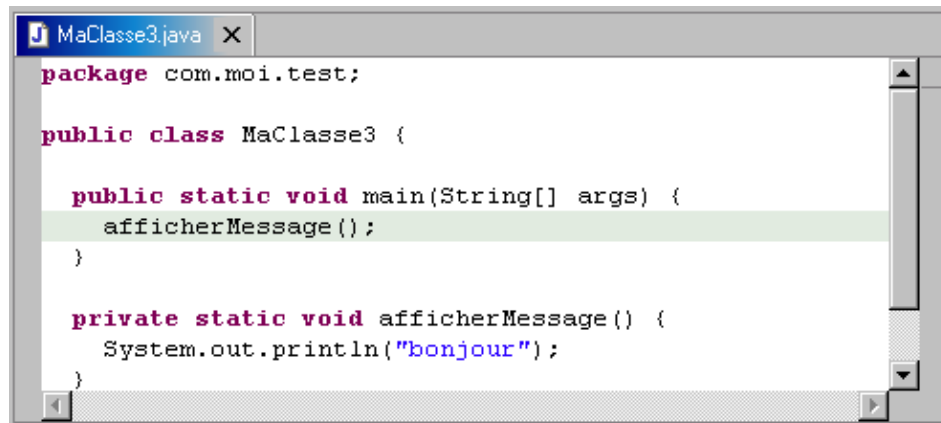 MaClasse3.java
package com.moi.test;
public class MaClasse3 {
public static void main(String[] args) {
afficherMessage();
}
private static void afficherMessage() {
System.out.println("bonjour");
}